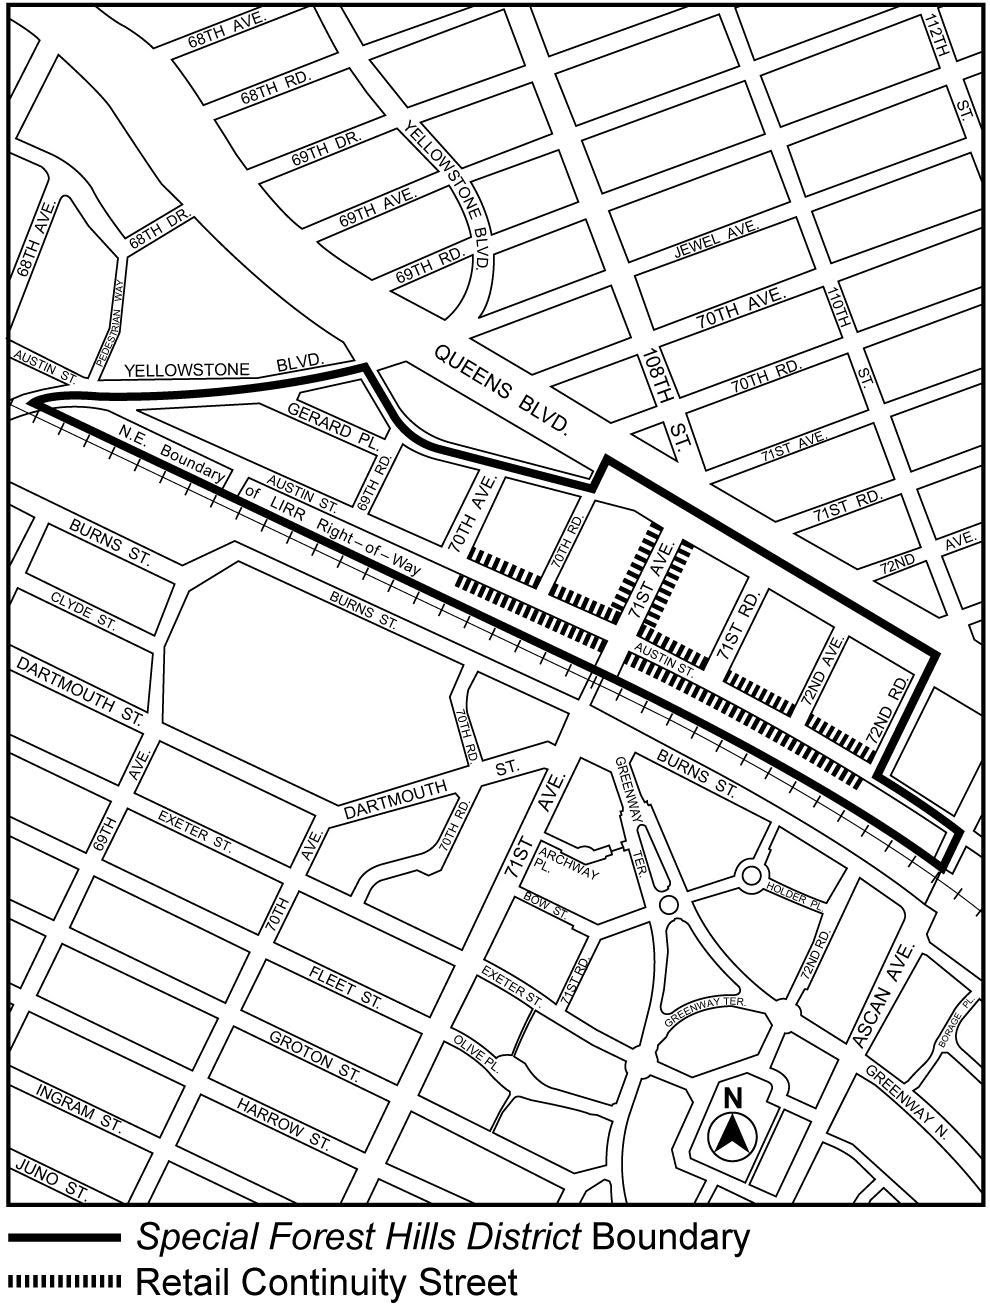 68TH AVE.
112TH
ST.
68TH RD.
69TH DR.
YELLOWSTONE BLVD.
69TH AVE.
69TH RD.
68TH AVE.
68TH DR.
PEDESTRIAN WAY
JEWEL AVE.
70TH AVE.
110TH
ST.
70TH RD.
108TH
ST.
71ST AVE.
71ST RD.
72ND
AVE.
QUEENS BLVD.
AUSTIN ST.
YELLOWSTONE BLVD.
GERARD PL.
69TH RD.
N.E. Boundary
of LIRR Right-of-Way
AUSTIN ST.
70TH AVE.
70TH RD.
71ST AVE.
AUSTIN ST.
71ST RD.
72ND AVE.
72ND RD.
BURNS ST.
CLYDE ST.
DARTMOUTH ST.
BURNS ST.
70TH RD.
DARTMOUTH
ST.
70TH RD.
BURNS ST.
69TH
AVE.
EXETER ST.
70TH
AVE.
71ST
AVE.
GREENWAY
TER.
ARCHWAY
PL.
BOW ST.
HOLDER PL.
72ND RD.
71ST RD.
EXETER ST.
GREENWAY TER.
ASCAN AVE.
BORAGE PL.
FLEET ST.
OLIVE PL.
GROTON ST.
GREENWAY N.
HARROW ST.
INGRAM ST.
JUNO ST.
N
Special Forest Hills District Boundary
Retail Continuity Street